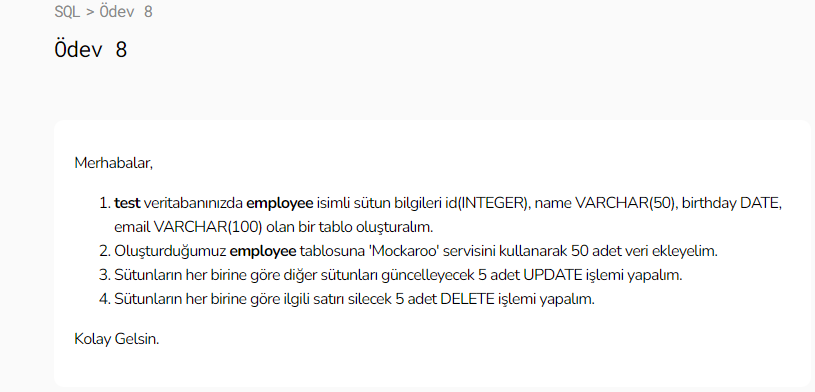 SQL > Ödev 8
Ödev 8
Merhabalar,
1. test veritabanınızda employee isimli sütun bilgileri id(INTEGER), name VARCHAR(50), birthday DATE,
email VARCHAR(100) olan bir tablo oluşturalım.
2. Oluşturduğumuz employee tablosuna 'Mockaroo' servisini kullanarak 50 adet veri ekleyelim.
3. Sütunların her birine göre diğer sütunları güncelleyecek 5 adet UPDATE işlemi yapalım.
4. Sütunların her birine göre ilgili satırı silecek 5 adet DELETE işlemi yapalım.
Kolay Gelsin.